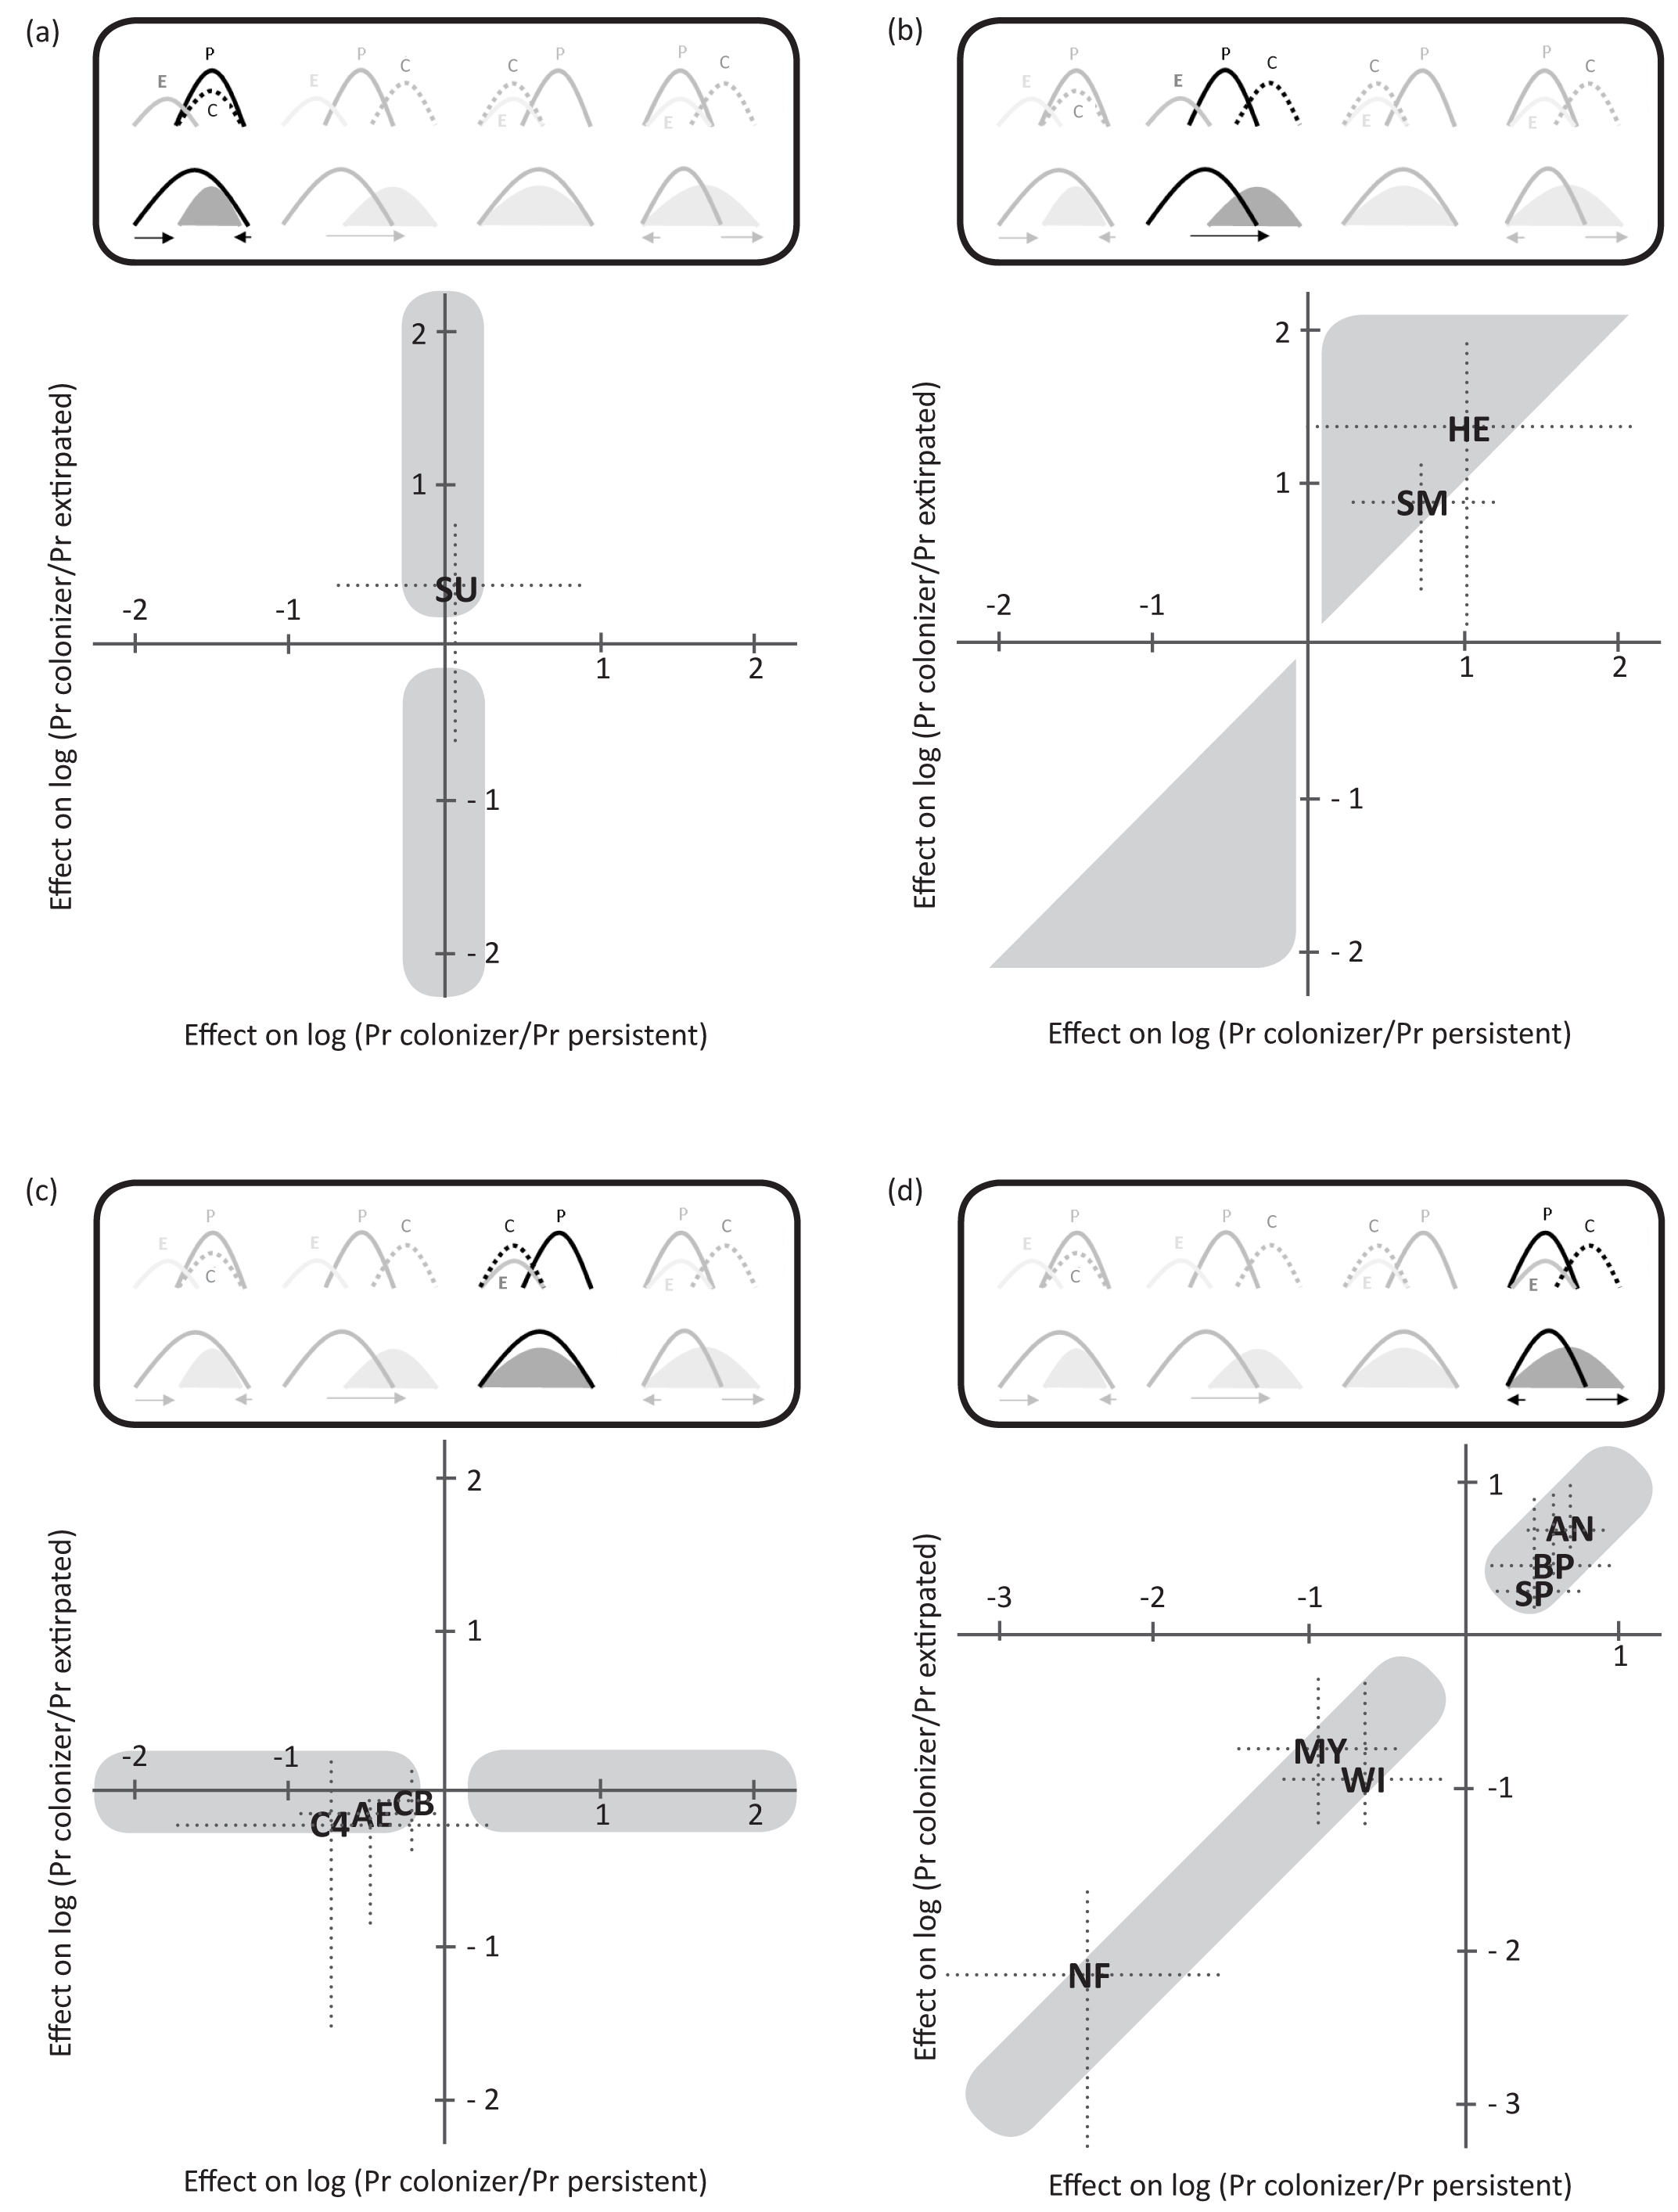 (a)
P
E
C
P
E
C
C
P
E
P
C
E
2
1
SU
-2
-1
1
2
- 1
- 2
Effect on log (Pr colonizer/Pr extirpated)
Effect on log (Pr colonizer/Pr persistent)
(b)
P
E
C
P
E
C
C
P
E
P
C
E
2
HE
1
SM
-2
-1
1
2
- 1
- 2
Effect on log (Pr colonizer/Pr extirpated)
Effect on log (Pr colonizer/Pr persistent)
(c)
P
E
C
P
E
C
C
P
E
P
C
E
2
1
-2
-1
C4
AE
CB
1
2
- 1
- 2
Effect on log (Pr colonizer/Pr extirpated)
Effect on log (Pr colonizer/Pr persistent)
(d)
P
E
C
P
E
C
C
P
E
P
C
E
1
AN
BP
SP
-3
-2
-1
1
MY
WI
-1
- 2
NF
- 3
Effect on log (Pr colonizer/Pr extirpated)
Effect on log (Pr colonizer/Pr persistent)